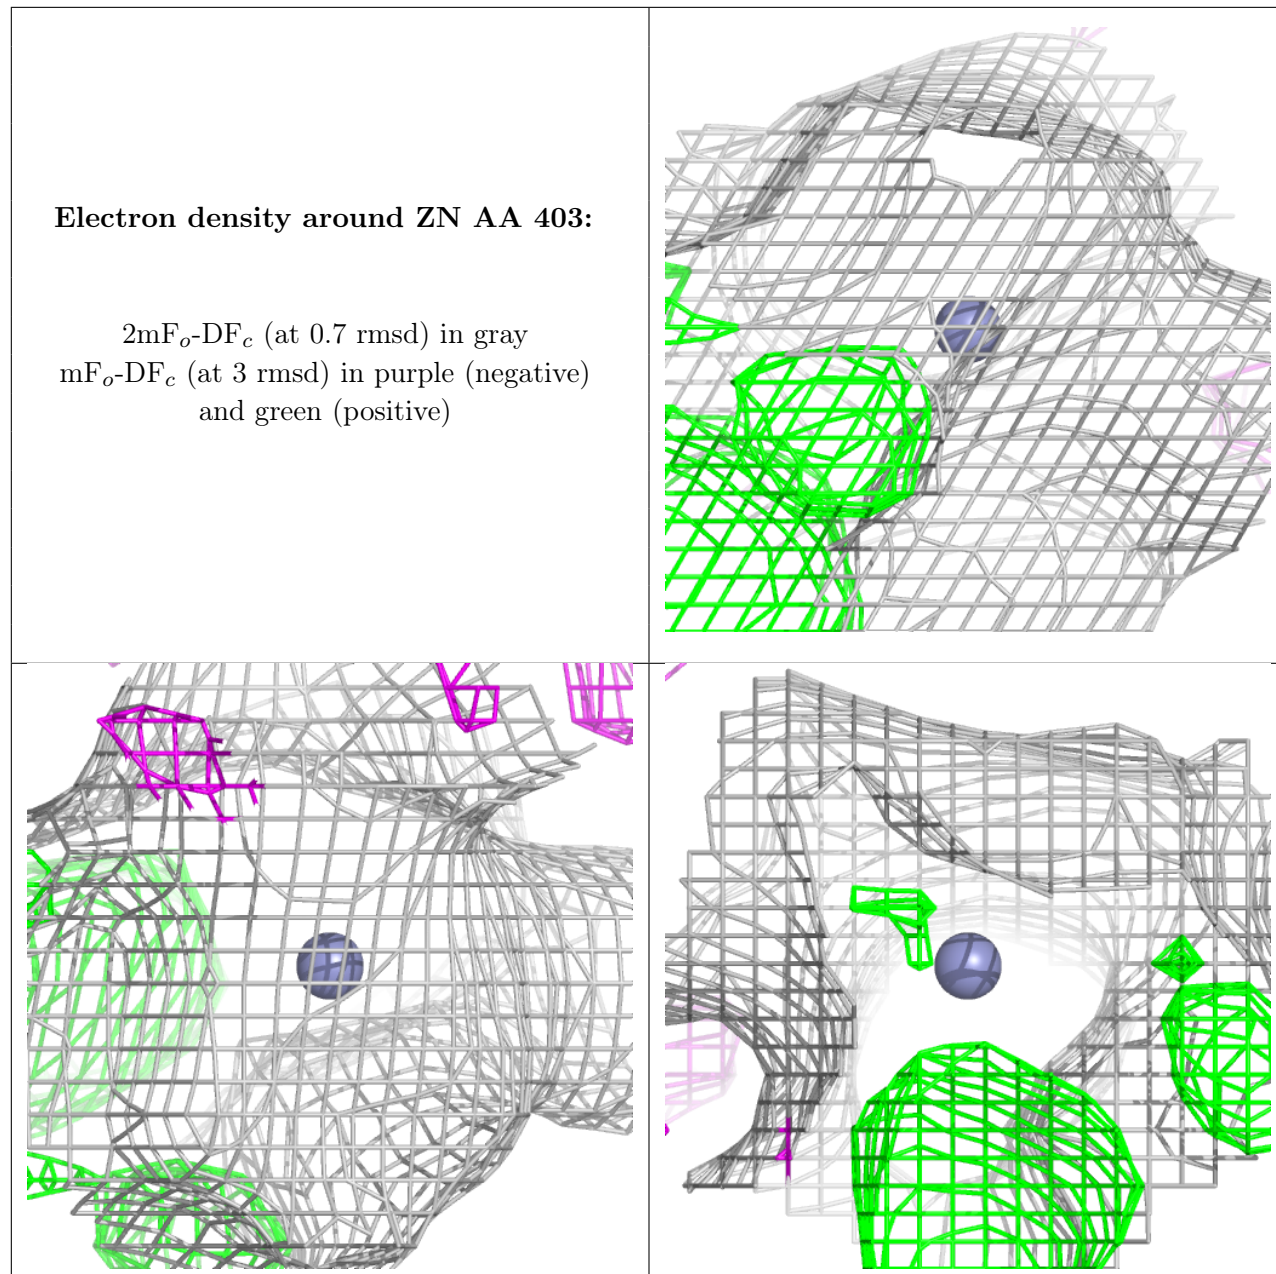 Electron density around ZN AA 403:
2mFo-DFc (at 0.7 rmsd) in gray
mFo-DFc (at 3 rmsd) in purple (negative)
and green (positive)